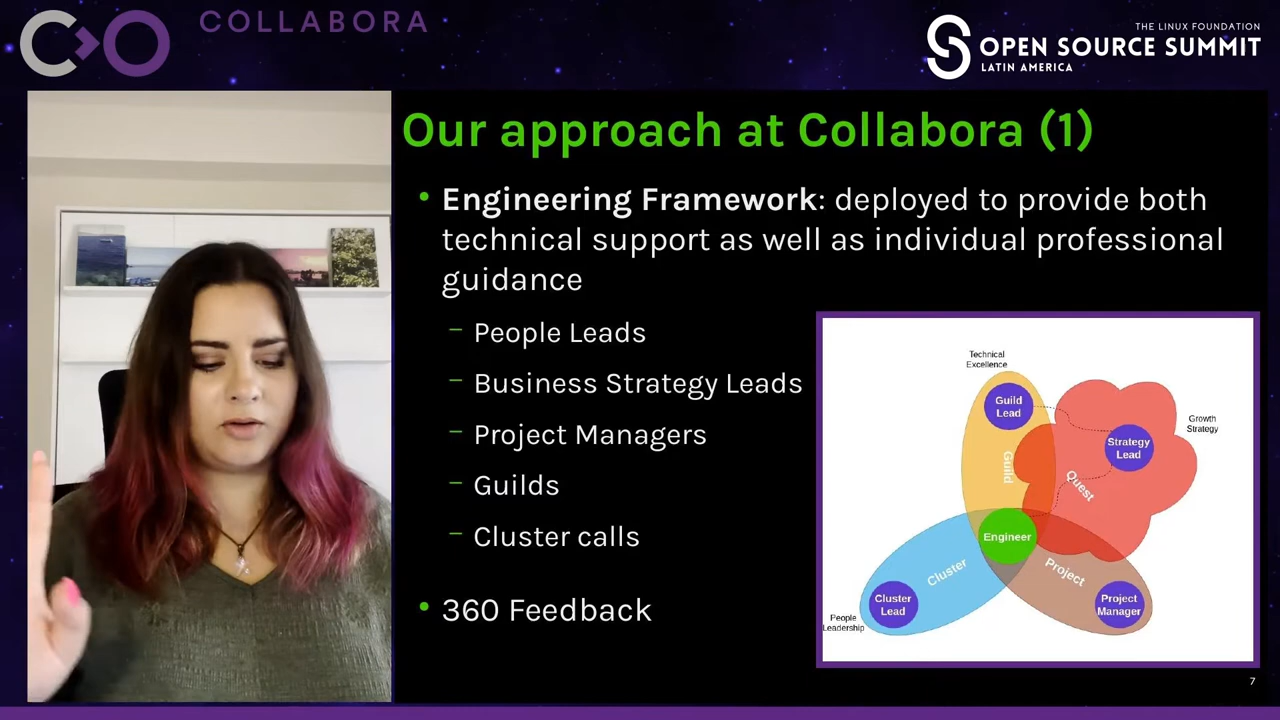 COLLABORA
THE LINUX FOUNDATION
OPEN SOURCE SUMMIT
LATIN AMERICA
Our approach at Collabora (1)
• Engineering Framework: deployed to provide both
technical support as well as individual professional
guidance
– People Leads
– Business Strategy Leads
– Project Managers
– Guilds
– Cluster calls
• 360 Feedback
Technical
Excellence
Guild
Lead
Growth
Strategy
Strategy
Lead
Guild
Quest
Engineer
Cluster
Project
Cluster
Lead
Project
Manager
People
Leadership
7